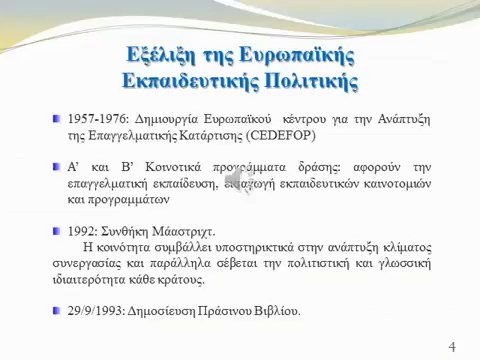 Εξέλιξη της Ευρωπαϊκής
Εκπαιδευτικής Πολιτικής
1957-1976: Δημιουργία Ευρωπαϊκού κέντρου για την Ανάπτυξη
της Επαγγελματικής Κατάρτισης (CEDEFOP)
Α’ και Β’ Κοινοτικά προγράμματα δράσης: αφορούν την
επαγγελματική εκπαίδευση, εισαγωγή εκπαιδευτικών καινοτομιών
και προγραμμάτων
1992: Συνθήκη Μάαστριχτ.
Η κοινότητα συμβάλλει υποστηρικτικά στην ανάπτυξη κλίματος
συνεργασίας και παράλληλα σέβεται την πολιτιστική και γλωσσική
ιδιαιτερότητα κάθε κράτους.
29/9/1993: Δημοσίευση Πράσινου Βιβλίου.
4